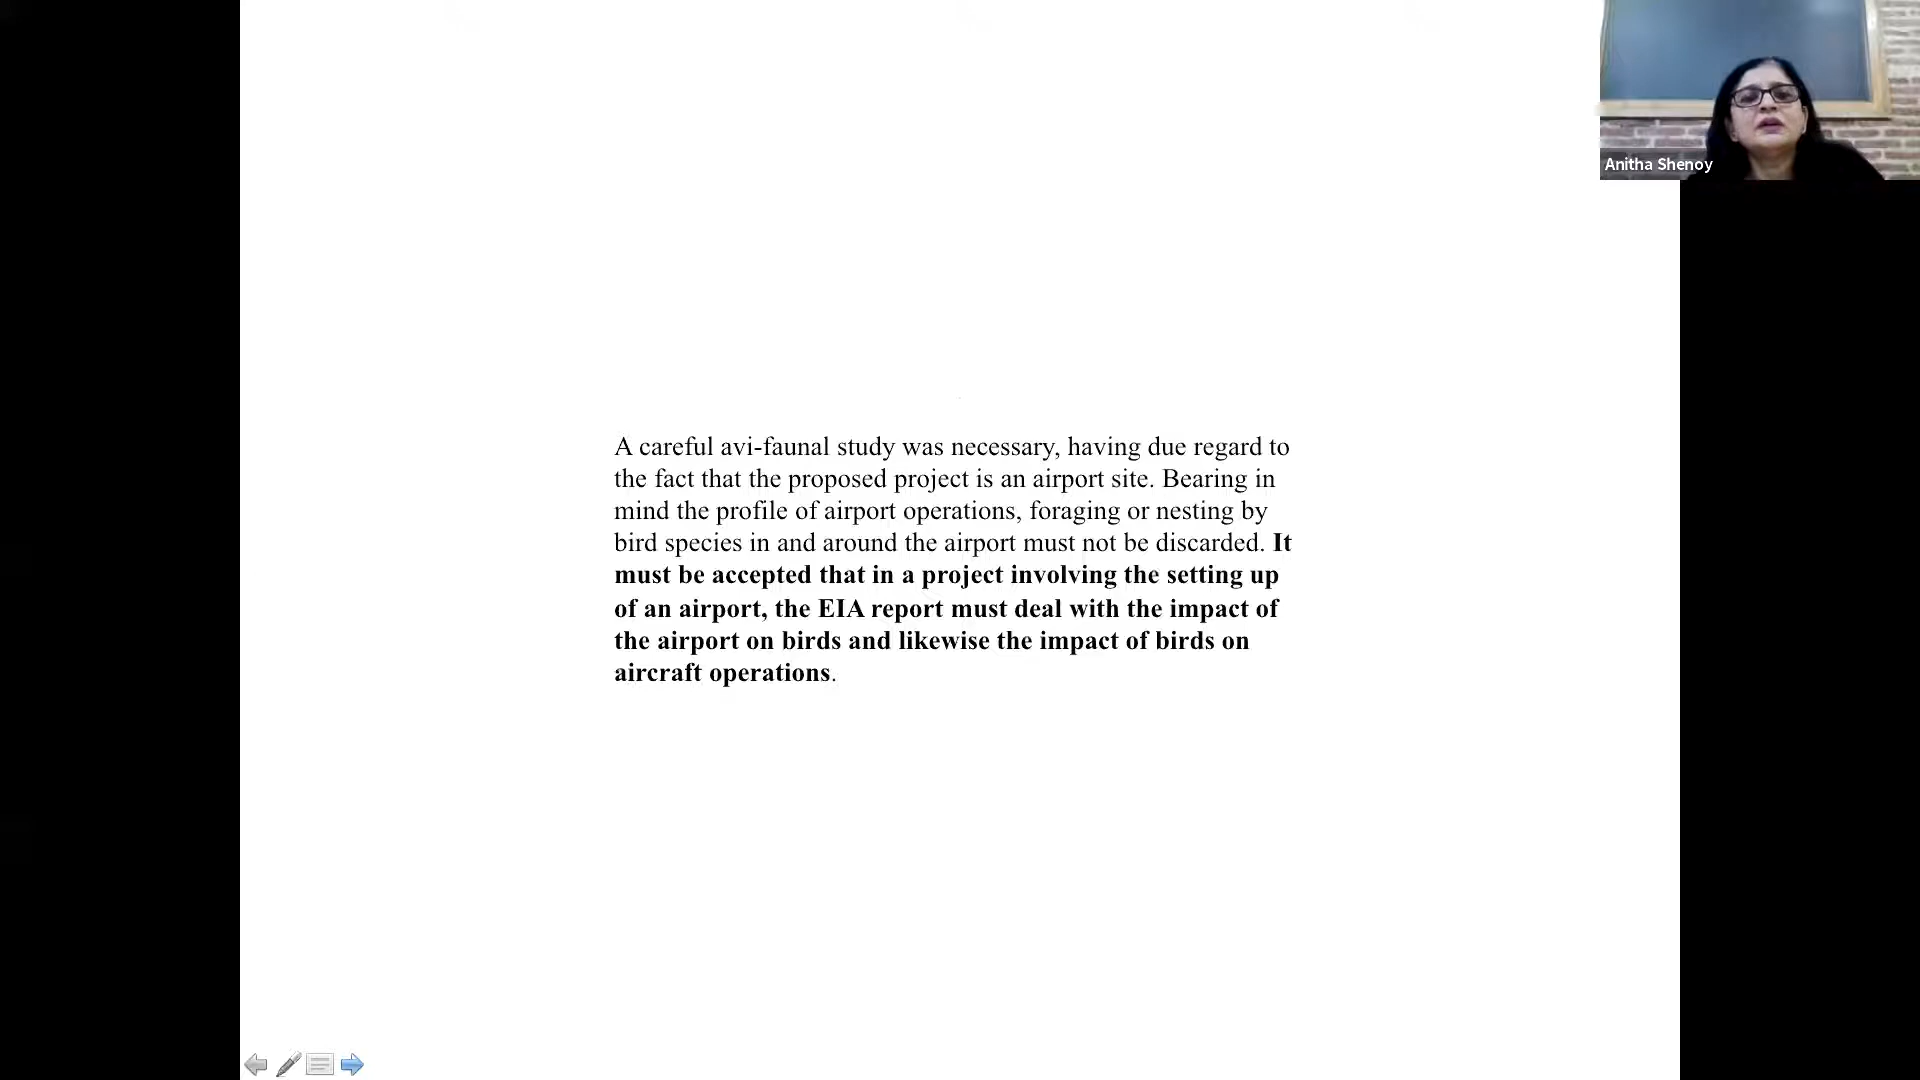 Anitha Shenoy
A careful avi-faunal study was necessary, having due regard to
the fact that the proposed project is an airport site. Bearing in
mind the profile of airport operations, foraging or nesting by
bird species in and around the airport must not be discarded. It
must be accepted that in a project involving the setting up
of an airport, the EIA report must deal with the impact of
the airport on birds and likewise the impact of birds on
aircraft operations.